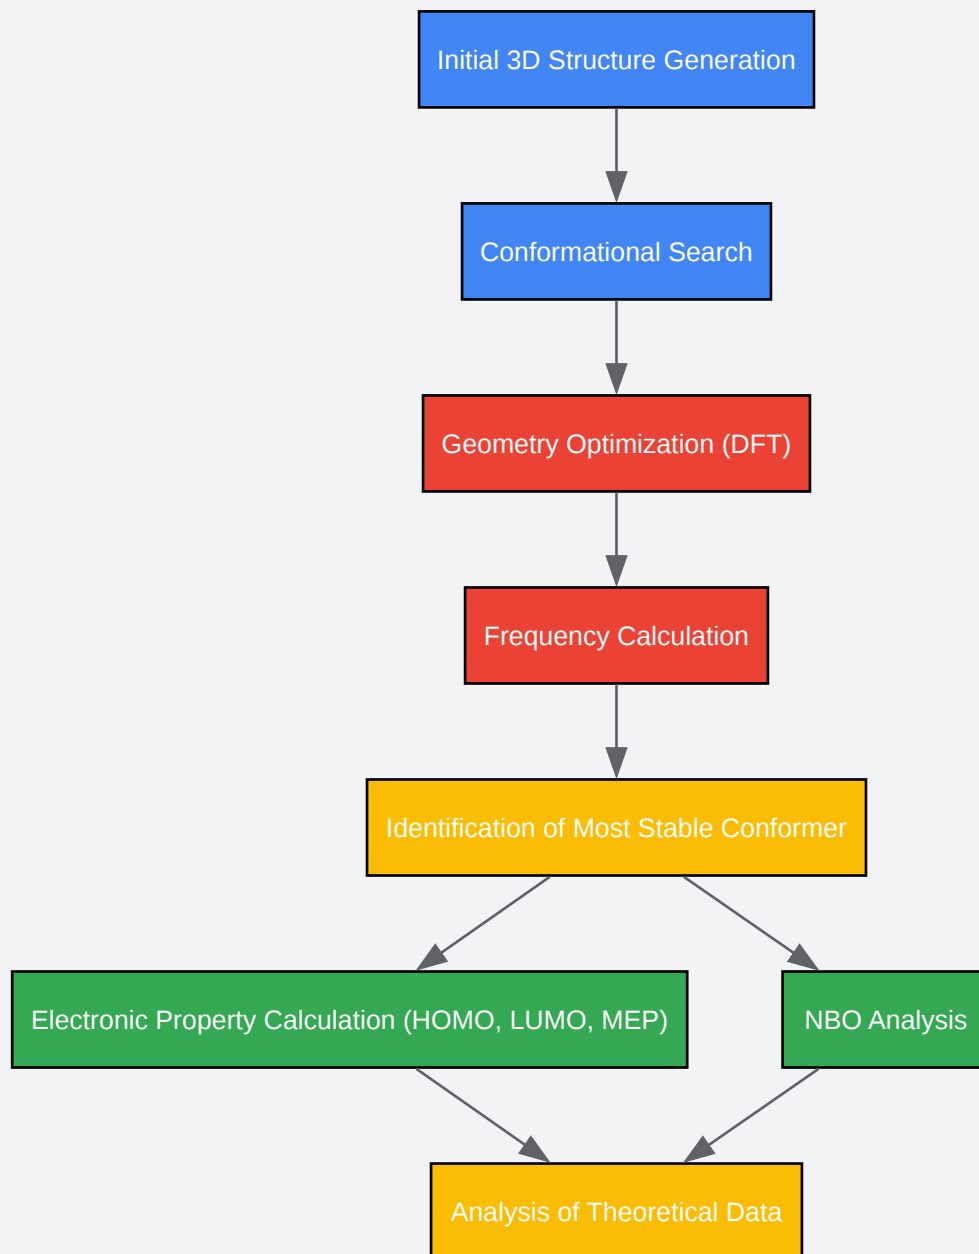 Initial 3D Structure Generation
Conformational Search
Geometry Optimization (DFT)
Frequency Calculation
Identification of Most Stable Conformer
Electronic Property Calculation (HOMO, LUMO, MEP)
NBO Analysis
Analysis of Theoretical Data